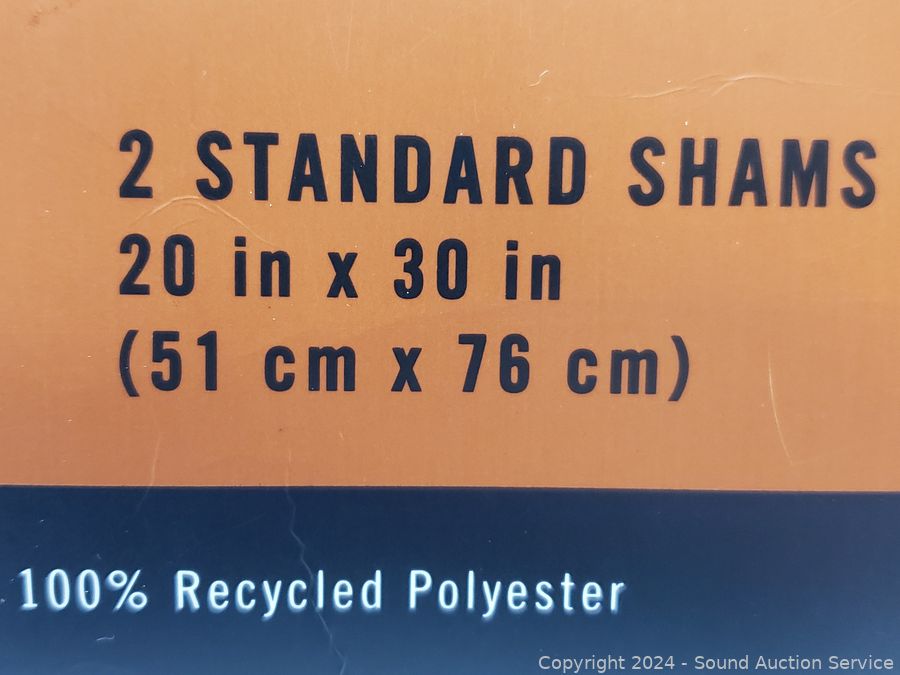 2 STANDARD SHAMS
20 in x 30 in
(51 cm x 76 cm)
100% Recycled Polyester
Copyright 2024 - Sound Auction Service